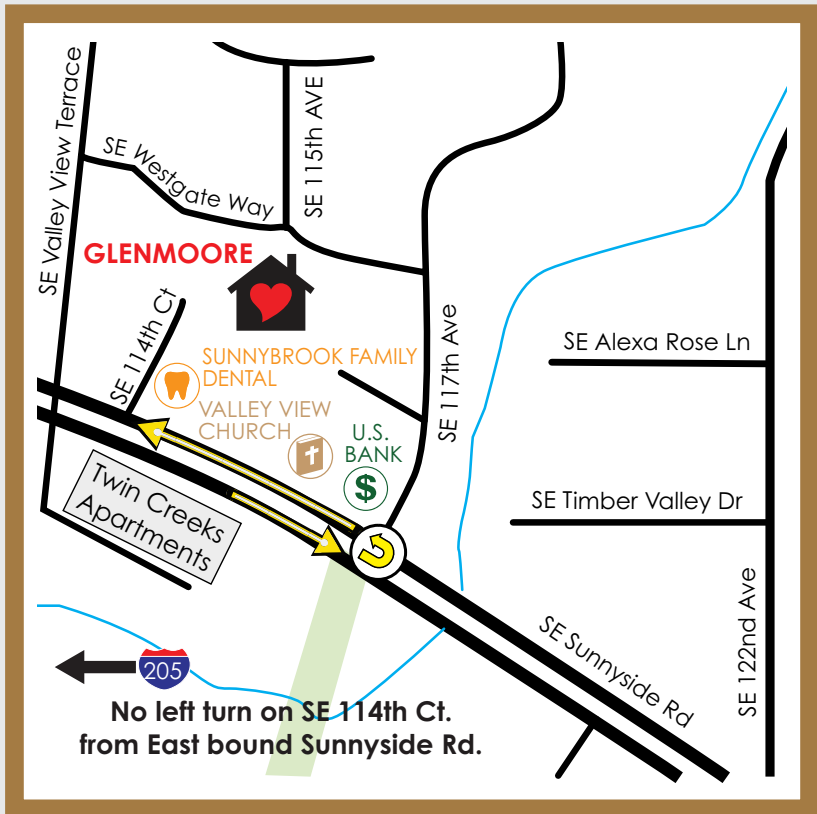 SE Valley View Terrace
SE Westgate Way
SE 115th AVE
GLENMOORE
SE 114th Ct
SUNNYBROOK FAMILY
DENTAL
VALLEY VIEW
CHURCH
U.S.
BANK
$
SE 117th Ave
SE Alexa Rose Ln
SE Timber Valley Dr
Twin Creeks
Apartments
SE Sunnyside Rd
SE 122nd Ave
205
No left turn on SE 114th Ct.
from East bound Sunnyside Rd.